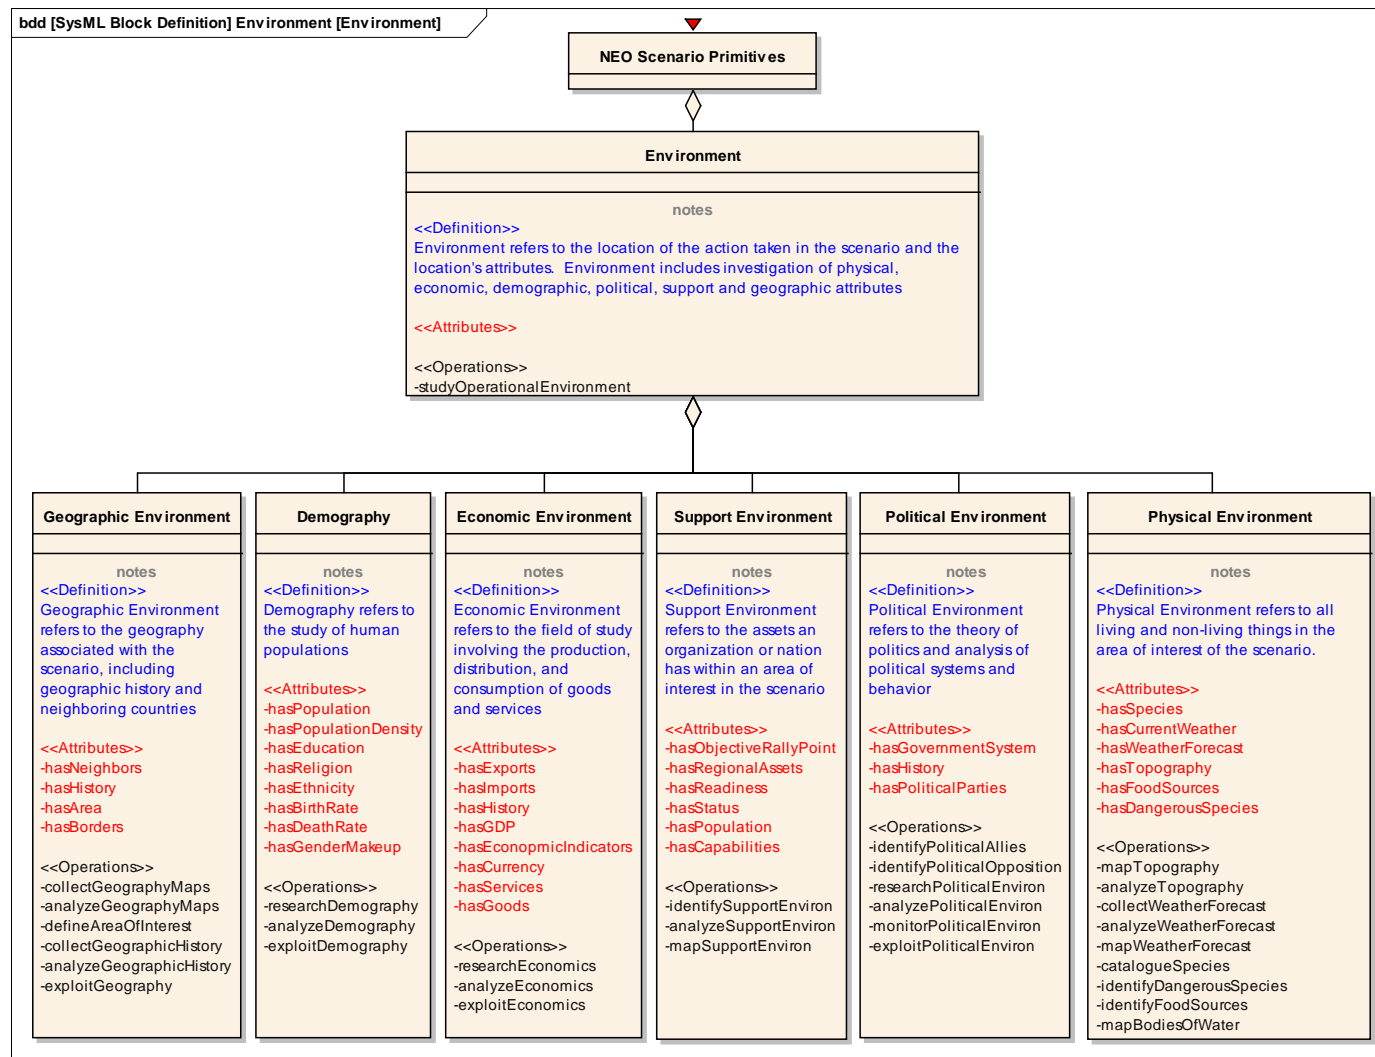 bdd [SysML Block Definition] Environment [Environment]
NEO Scenario Primitives
Environment
notes
<<Definition>>
Environment refers to the location of the action taken in the scenario and the
location's attributes.  Environment includes investigation of physical,
economic, demographic, political, support and geographic attributes
<<Attributes>>
<<Operations>>
-studyOperationalEnvironment
Geographic Environment
notes
<<Definition>>
Geographic Environment
refers to the geography
associated with the
scenario, including
geographic history and
neighboring countries
<<Attributes>>
-hasNeighbors
-hasHistory
-hasArea
-hasBorders
<<Operations>>
-collectGeographyMaps
-analyzeGeographyMaps
-defineAreaOfInterest
-collectGeographicHistory
-analyzeGeographicHistory
-exploitGeography
Demography
notes
<<Definition>>
Demography refers to
the study of human
populations
<<Attributes>>
-hasPopulation
-hasPopulationDensity
-hasEducation
-hasReligion
-hasEthnicity
-hasBirthRate
-hasDeathRate
-hasGenderMakeup
<<Operations>>
-researchDemography
-analyzeDemography
-exploitDemography
Economic Environment
notes
<<Definition>>
Economic Environment
refers to the field of study
involving the production,
distribution, and
consumption of goods
and services
<<Attributes>>
-hasExports
-hasImports
-hasHistory
-hasGDP
-hasEconopmicIndicators
-hasCurrency
-hasServices
-hasGoods
<<Operations>>
-researchEconomics
-analyzeEconomics
-exploitEconomics
Support Environment
notes
<<Definition>>
Support Environment
refers to the assets an
organization or nation
has within an area of
interest in the scenario
<<Attributes>>
-hasObjectiveRallyPoint
-hasRegionalAssets
-hasReadiness
-hasStatus
-hasPopulation
-hasCapabilities
<<Operations>>
-identifySupportEnviron
-analyzeSupportEnviron
-mapSupportEnviron
Political Environment
notes
<<Definition>>
Political Environment
refers to the theory of
politics and analysis of
political systems and
behavior
<<Attributes>>
-hasGovernmentSystem
-hasHistory
-hasPoliticalParties
<<Operations>>
-identifyPoliticalAllies
-identifyPoliticalOpposition
-researchPoliticalEnviron
-analyzePoliticalEnviron
-monitorPoliticalEnviron
-exploitPoliticalEnviron
Physical Environment
notes
<<Definition>>
Physical Environment refers to all
living and non-living things in the
area of interest of the scenario.
<<Attributes>>
-hasSpecies
-hasCurrentWeather
-hasWeatherForecast
-hasTopography
-hasFoodSources
-hasDangerousSpecies
<<Operations>>
-mapTopography
-analyzeTopography
-collectWeatherForecast
-analyzeWeatherForecast
-mapWeatherForecast
-catalogueSpecies
-identifyDangerousSpecies
-identifyFoodSources
-mapBodiesOfWater